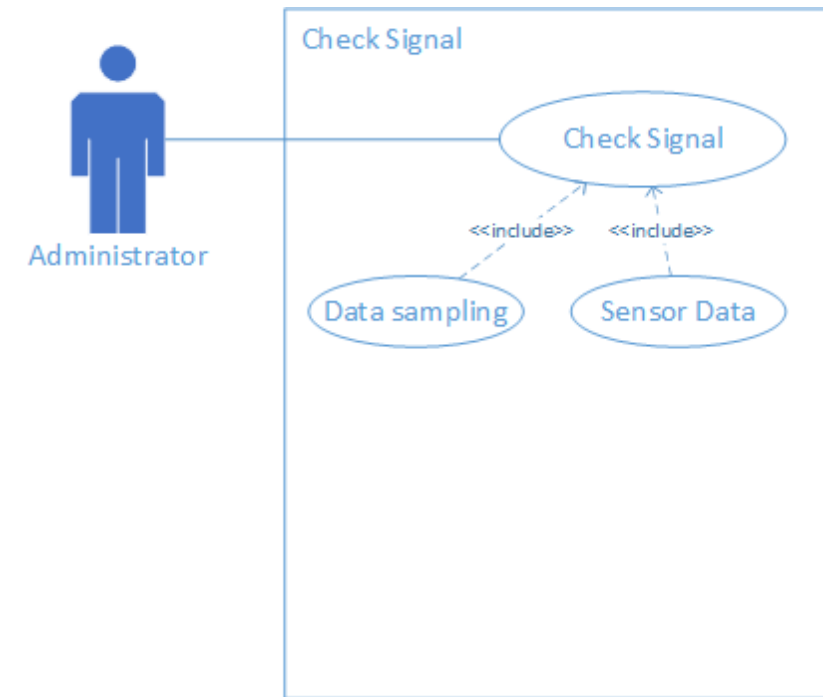 Check Signal
Check Signal
<<include>> <<include>>
Administrator
Data sampling Sensor Data